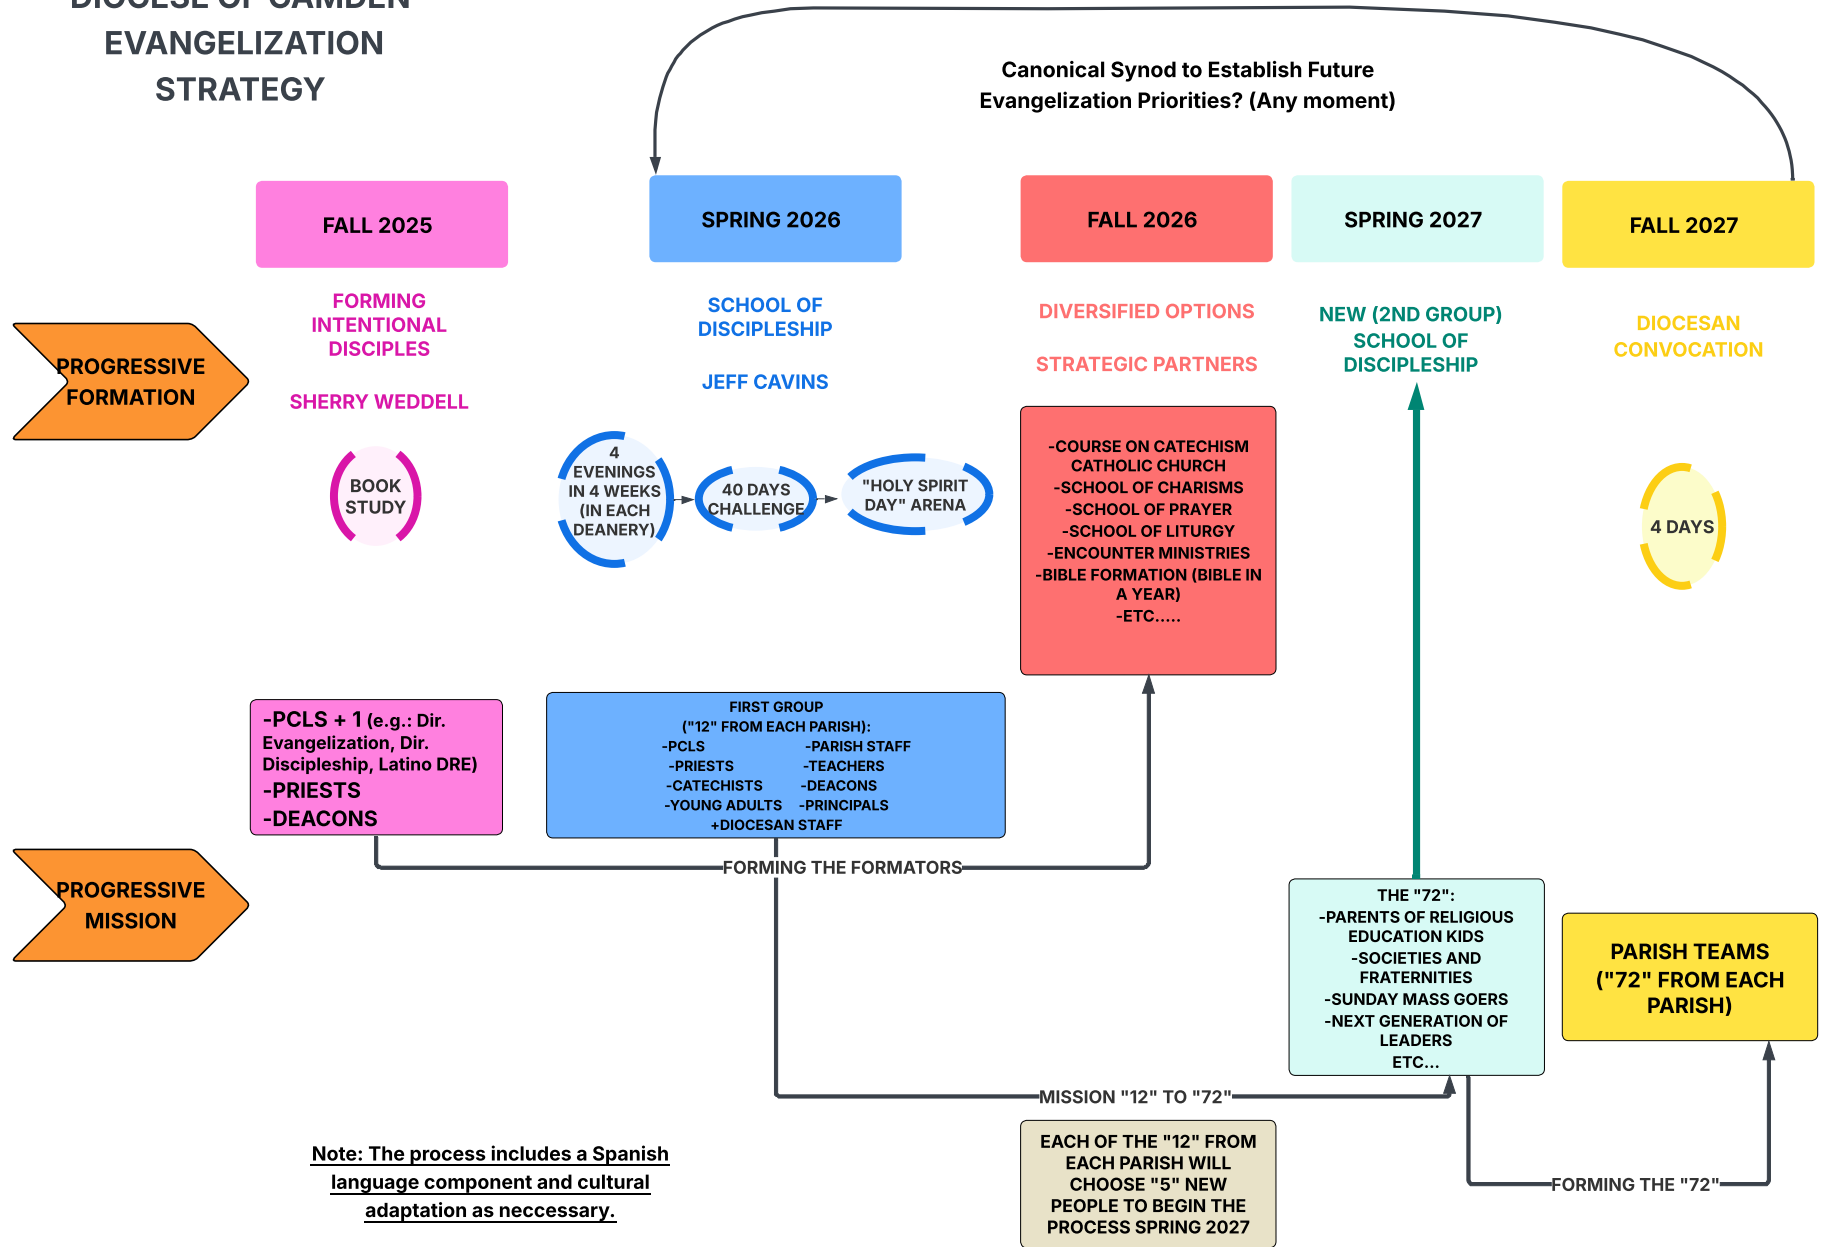 DIOCESE OF CAMDEN
EVANGELIZATION
STRATEGY
Canonical Synod to Establish Future
Evangelization Priorities? (Any moment)
FALL 2025
SPRING 2026
FALL 2026
SPRING 2027
FALL 2027
PROGRESSIVE
FORMATION
FORMING
INTENTIONAL
DISCIPLES
SHERRY WEDDELL
BOOK
STUDY
SCHOOL OF
DISCIPLESHIP
JEFF CAVINS
4
EVENINGS
IN 4 WEEKS
(IN EACH
DEANERY)
40 DAYS
CHALLENGE
"HOLY SPIRIT
DAY" ARENA
DIVERSIFIED OPTIONS
STRATEGIC PARTNERS
-COURSE ON CATECHISM
CATHOLIC CHURCH
-SCHOOL OF CHARISMS
-SCHOOL OF PRAYER
-SCHOOL OF LITURGY
-ENCOUNTER MINISTRIES
-BIBLE FORMATION (BIBLE IN
A YEAR)
-ETC.....
NEW (2ND GROUP)
SCHOOL OF
DISCIPLESHIP
DIOCESAN
CONVOCATION
4 DAYS
PROGRESSIVE
MISSION
-PCLS + 1 (e.g.: Dir.
Evangelization, Dir.
Discipleship, Latino DRE)
-PRIESTS
-DEACONS
FIRST GROUP
("12" FROM EACH PARISH):
-PCLS -PARISH STAFF
-PRIESTS -TEACHERS
-CATECHISTS -DEACONS
-YOUNG ADULTS -PRINCIPALS
+DIOCESAN STAFF
FORMING THE FORMATORS
THE "72":
-PARENTS OF RELIGIOUS
EDUCATION KIDS
-SOCIETIES AND
FRATERNITIES
-SUNDAY MASS GOERS
-NEXT GENERATION OF
LEADERS
ETC...
PARISH TEAMS
("72" FROM EACH
PARISH)
MISSION "12" TO "72"
EACH OF THE "12" FROM
EACH PARISH WILL
CHOOSE "5" NEW
PEOPLE TO BEGIN THE
PROCESS SPRING 2027
FORMING THE "72"
Note: The process includes a Spanish
language component and cultural
adaptation as neccessary.